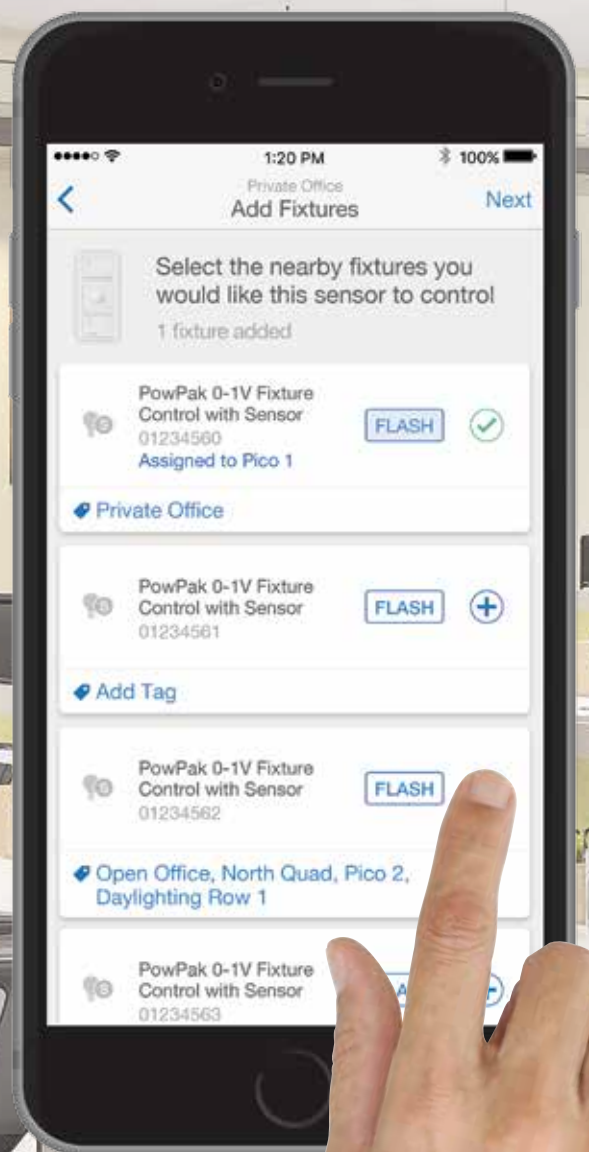 1:20 PM
100%
Private Office
Add Fixtures
Next
Select the nearby fixtures you
would like this sensor to control
1 fixture added
PowPak 0-1V Fixture
Control with Sensor
01234560
Assigned to Pico 1
FLASH
Private Office
PowPak 0-1V Fixture
Control with Sensor
01234561
FLASH
Add Tag
PowPak 0-1V Fixture
Control with Sensor
01234562
FLASH
Open Office, North Quad, Pico 2,
Daylighting Row 1
PowPak 0-1V Fixture
Control with Sensor
01234563